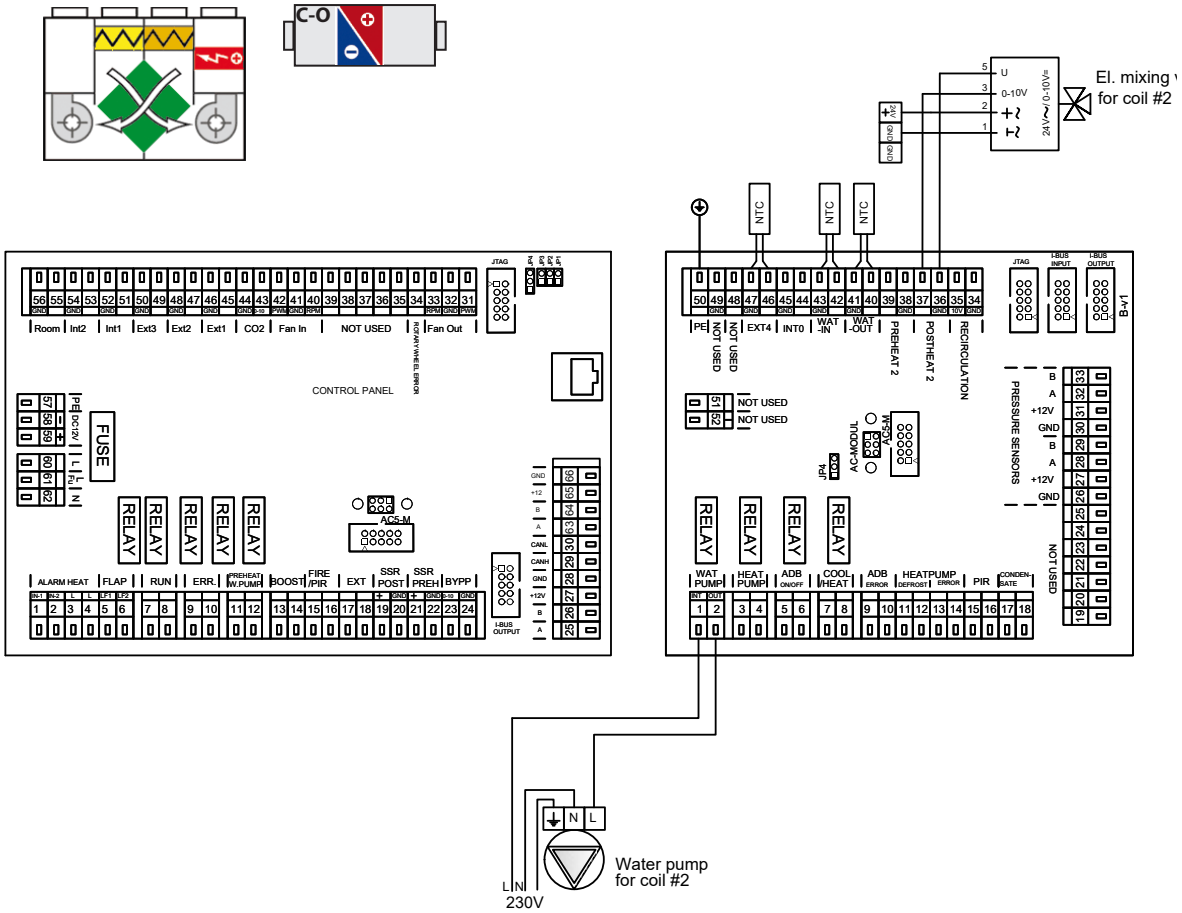 C-O
El. mixing v
for coil #2
5 U
3 0-10V
2 + ~
1 ⊢ ~
24V ~/0-10V=
+ 24V
GND
GND
NTC
NTC
NTC
JTAG
JP4 JP3 JP2 JP1
56 55 54 53 52 51 50 49 48 47 46 45 44 43 42 41 40 39 38 37 36 35 34 33 32 31
GND GND GND GND GND GND GND 0-10 PWM GND RPM RPM GND PWM
Room Int2 Int1 Ext3 Ext2 Ext1 CO2 Fan In NOT USED ROTARY WHEEL ERROR Fan Out
CONTROL PANEL
57 PE
58 - DC12V
59 +
60 L
61 Fu L
62 N
FUSE
RELAY RELAY RELAY RELAY RELAY
AC5-M
GND 66
+12 65
B 64
A 63
CANL 30
CANH 29
GND 28
+12V 27
B 26
A 25
I-BUS
OUTPUT
ALARM HEAT FLAP RUN ERR. PREHEAT W.PUMP BOOST FIRE /PIR EXT SSR POST SSR PREH BYPP
IN-1 IN-2 L L LF1 LF2 + GND + GND 0-10 GND
1 2 3 4 5 6 7 8 9 10 11 12 13 14 15 16 17 18 19 20 21 22 23 24
JTAG
I-BUS
INPUT
I-BUS
OUTPUT
B-v1
50 49 48 47 46 45 44 43 42 41 40 39 38 37 36 35 34
GND GND GND GND GND GND GND 10V GND
PE NOT USED NOT USED EXT4 INT0 WAT -IN WAT -OUT PREHEAT 2 POSTHEAT 2 RECIRCULATION
51 NOT USED
52 NOT USED
AC-MODUL
AC5-M
JP4
PRESSURE SENSORS
B 33
A 32
+12V 31
GND 30
B 29
A 28
+12V 27
GND 26
25
24
23
22
21
20
19
NOT USED
RELAY RELAY RELAY RELAY
WAT PUMP HEAT PUMP ADB ON/OFF COOL /HEAT ADB ERROR HEATPUMP DEFROST ERROR PIR CONDEN- SATE
INT OUT
1 2 3 4 5 6 7 8 9 10 11 12 13 14 15 16 17 18
N L
Water pump
for coil #2
L N
230V